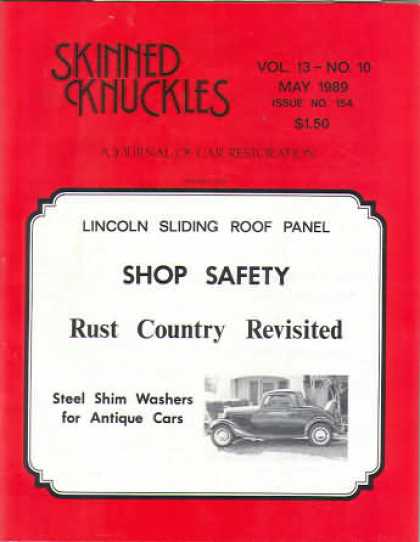 SKINNED
KNUCKLES
VOL. 13 – NO. 10
MAY 1989
ISSUE NO. 154
$1.50
A JOURNAL OF CAR RESTORATION
LINCOLN SLIDING ROOF PANEL
SHOP SAFETY
Rust Country Revisited
Steel Shim Washers
for Antique Cars